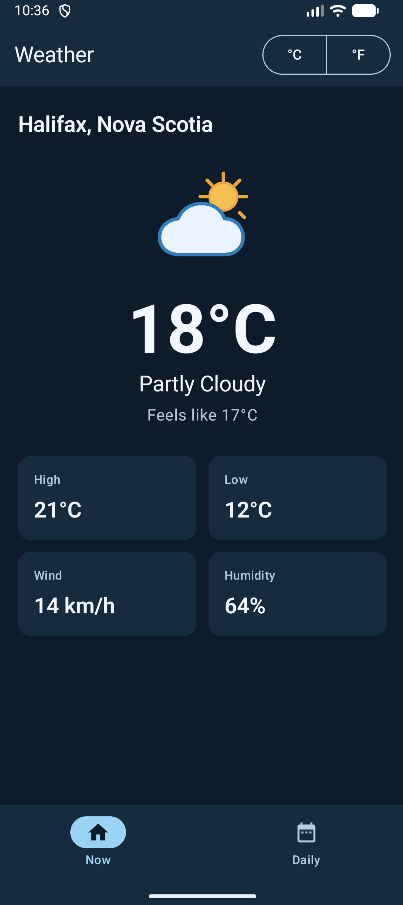 10:36
Weather
°C °F
Halifax, Nova Scotia
18°C
Partly Cloudy
Feels like 17°C
High Low
21°C 12°C
Wind Humidity
14 km/h 64%
Now Daily